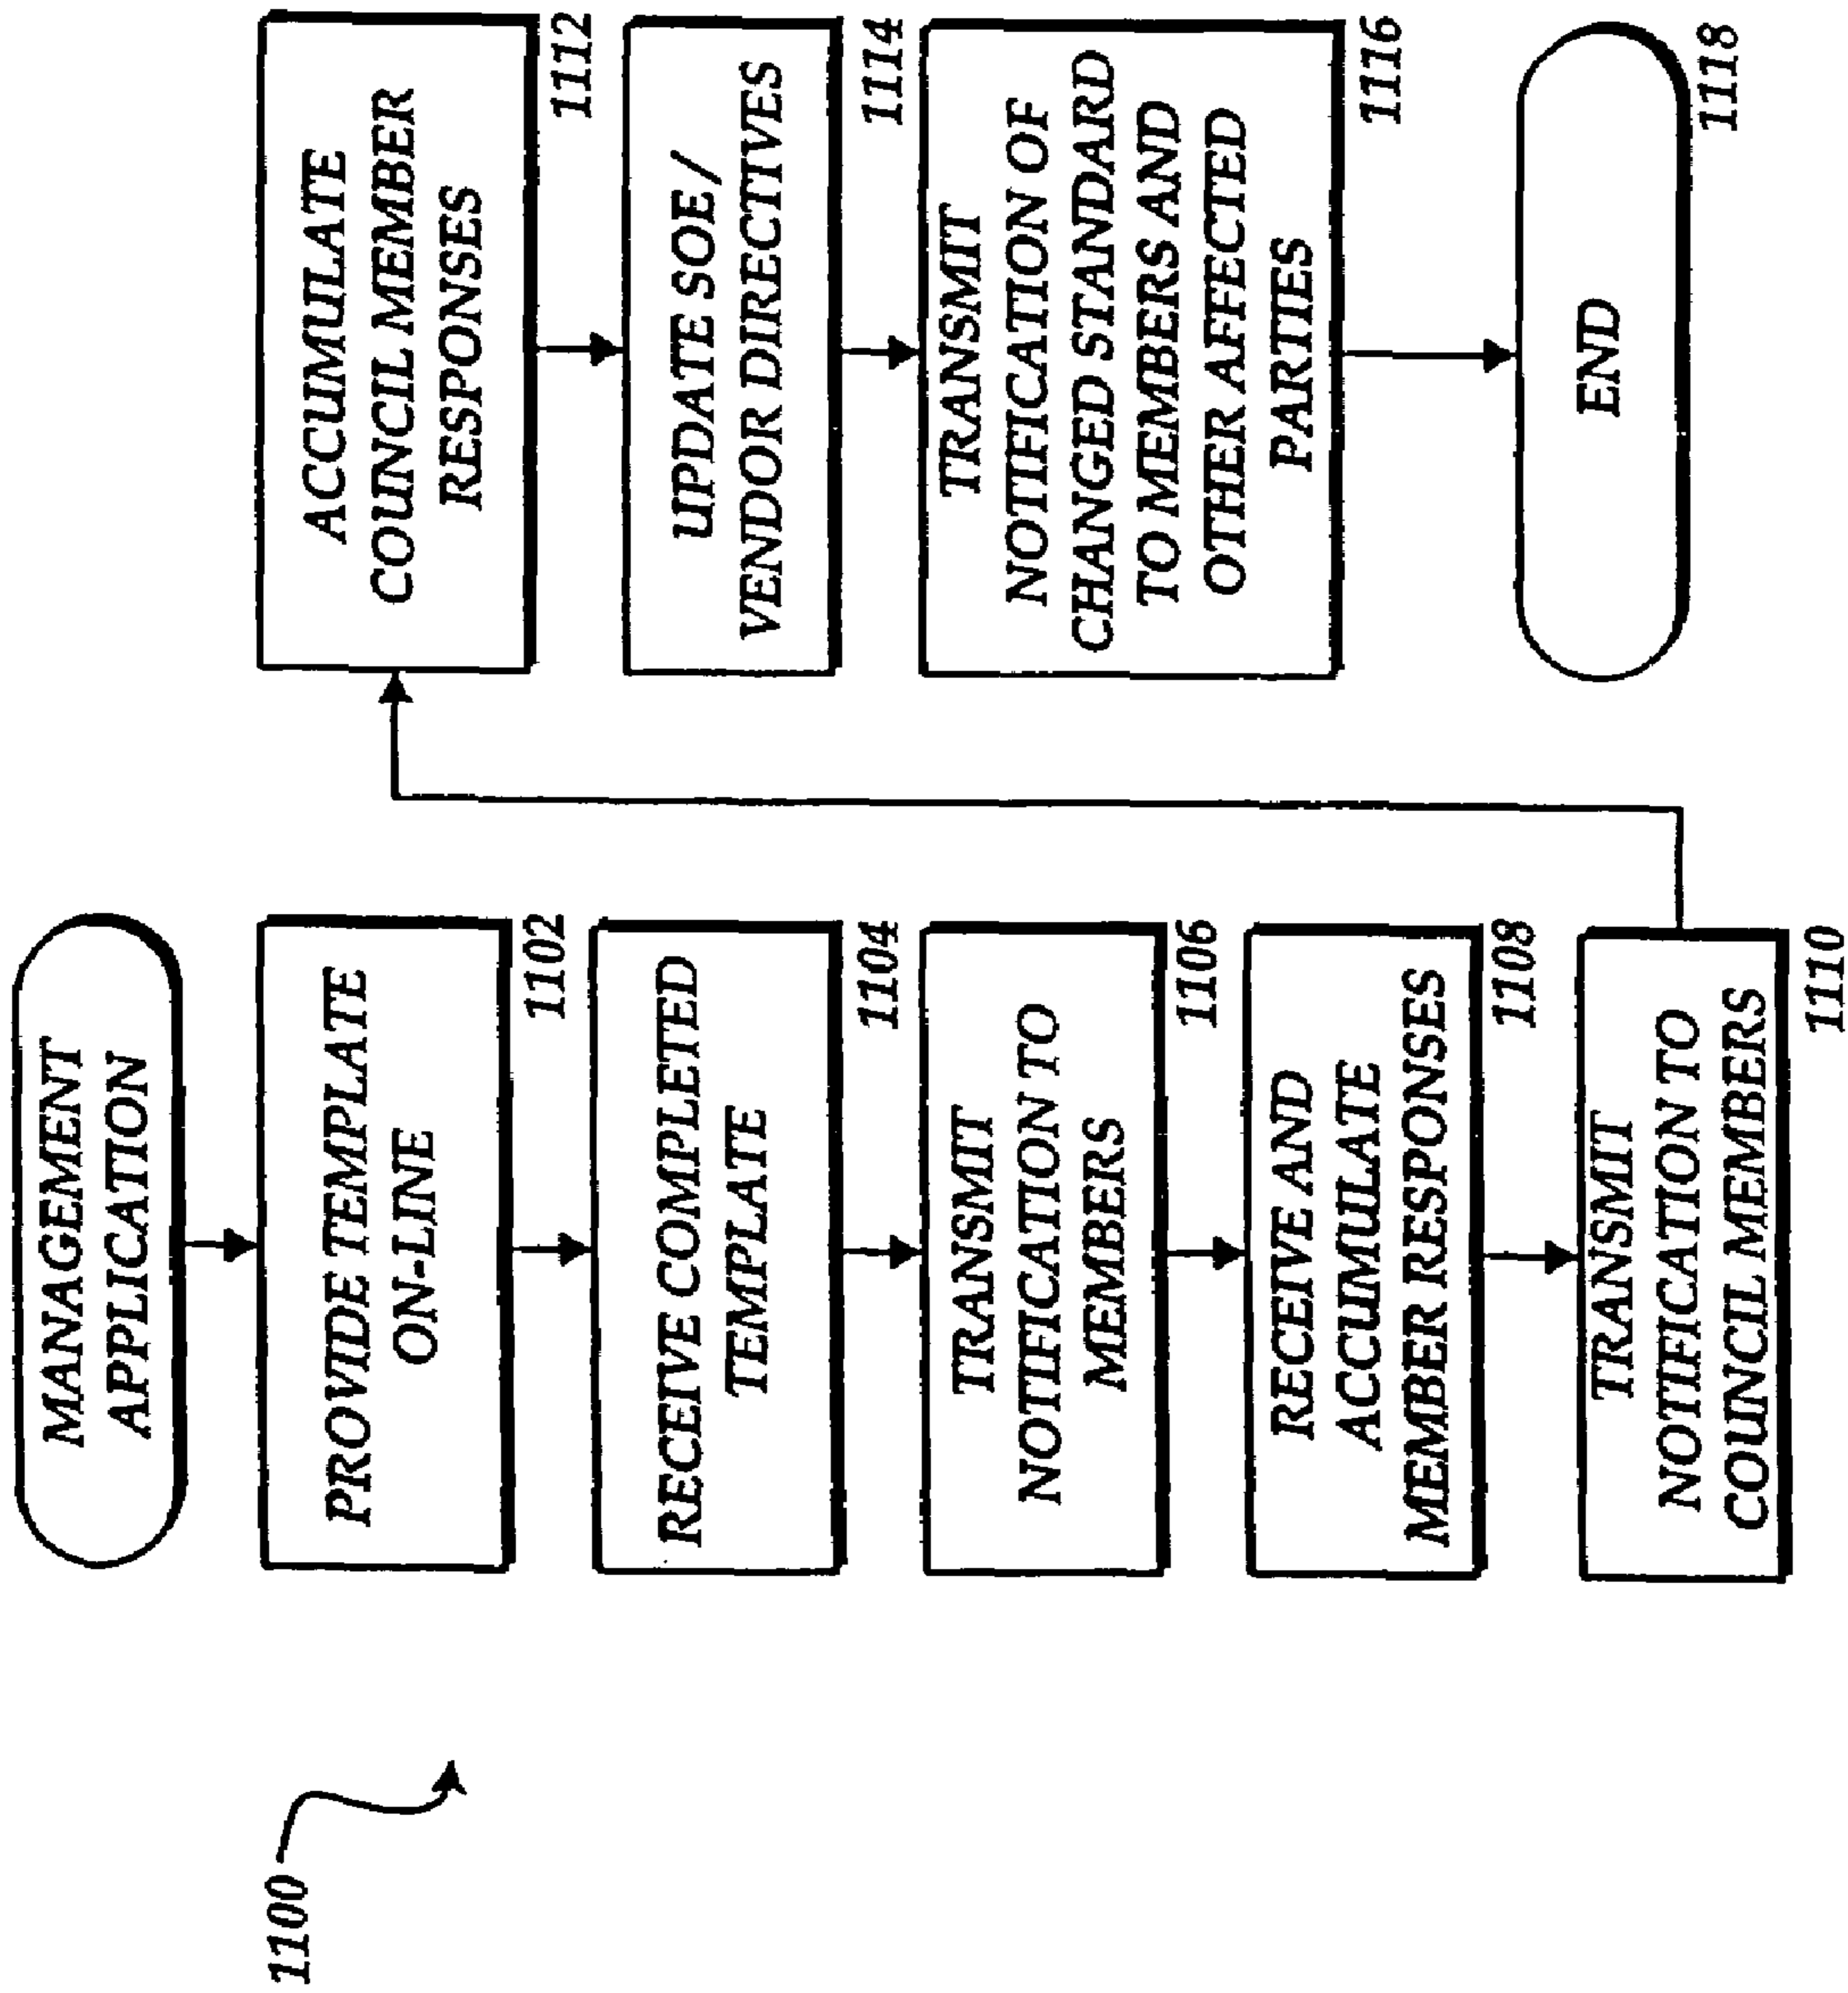 1100
MANAGEMENT
APPLICATION
PROVIDE TEMPLATE
ON-LINE
1102
RECEIVE COMPLETED
TEMPLATE
1104
TRANSMIT
NOTIFICATION TO
MEMBERS
1106
RECEIVE AND
ACCUMULATE
MEMBER RESPONSES
1108
TRANSMIT
NOTIFICATION TO
COUNCIL MEMBERS
1110
ACCUMULATE
COUNCIL MEMBER
RESPONSES
1112
UPDATE SOE/
VENDOR DIRECTIVES
1114
TRANSMIT
NOTIFICATION OF
CHANGED STANDARD
TO MEMBERS AND
OTHER AFFECTED
PARTIES
1116
END
1118